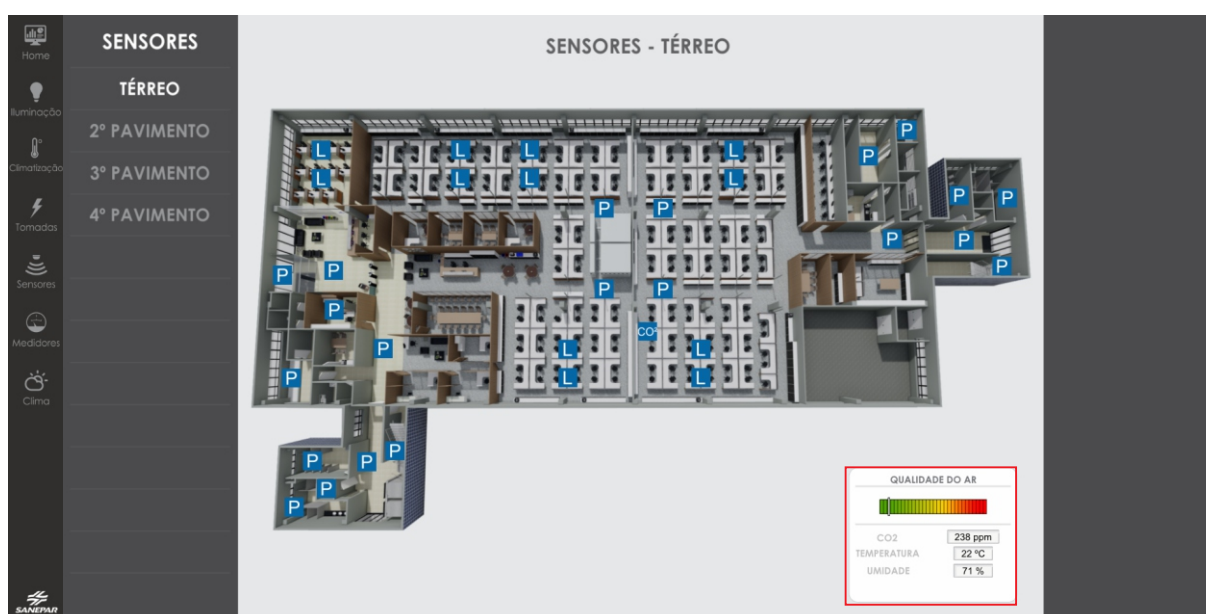 Home
Iluminação
Climatização
Tomadas
Sensores
Medidores
Clima
SANEPAR
SENSORES
TÉRREO
2º PAVIMENTO
3º PAVIMENTO
4º PAVIMENTO
SENSORES - TÉRREO
L L L L P
L L L L P
P P
P P
P P
P P
P P P P
P
CO²
P L L
P L L
P
P P
P
P P
QUALIDADE DO AR
CO2 238 ppm
TEMPERATURA 22 ºC
UMIDADE 71 %